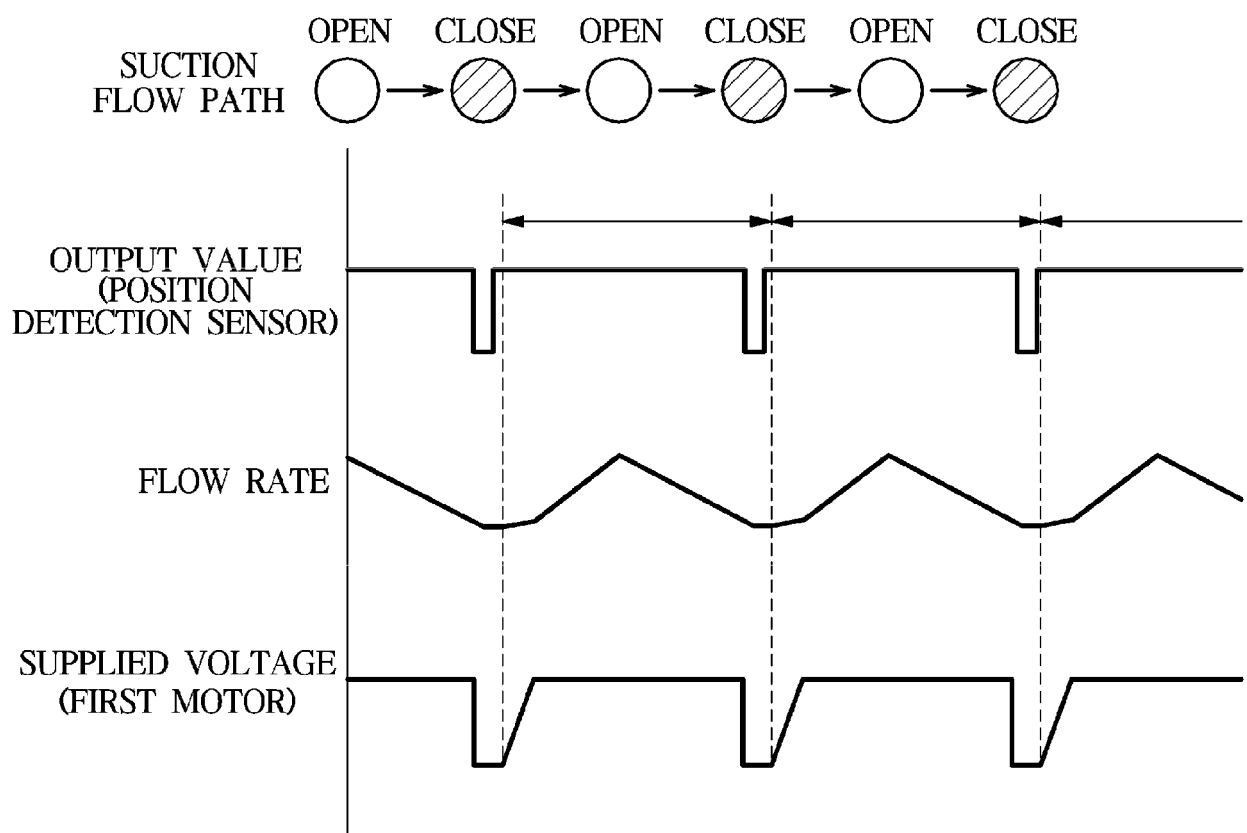 OPEN CLOSE OPEN CLOSE OPEN CLOSE
SUCTION
FLOW PATH
OUTPUT VALUE
(POSITION
DETECTION SENSOR)
FLOW RATE
SUPPLIED VOLTAGE
(FIRST MOTOR)